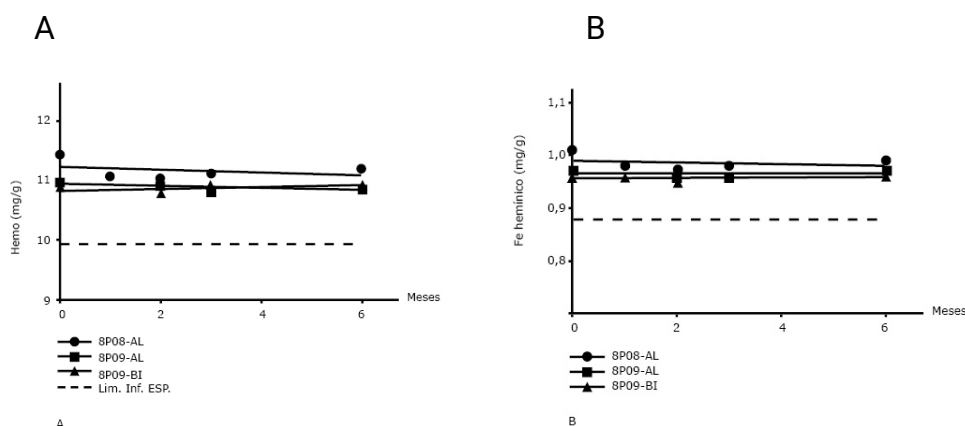 A
12
11
10
9
Hemo (mg/g)
0 2 4 6
Meses
8P08-AL
8P09-AL
8P09-BI
Lim. Inf. ESP.
A
B
1,1
1,0
0,9
0,8
Fe hemínico (mg/g)
0 2 4 6
Meses
8P08-AL
8P09-AL
8P09-BI
B